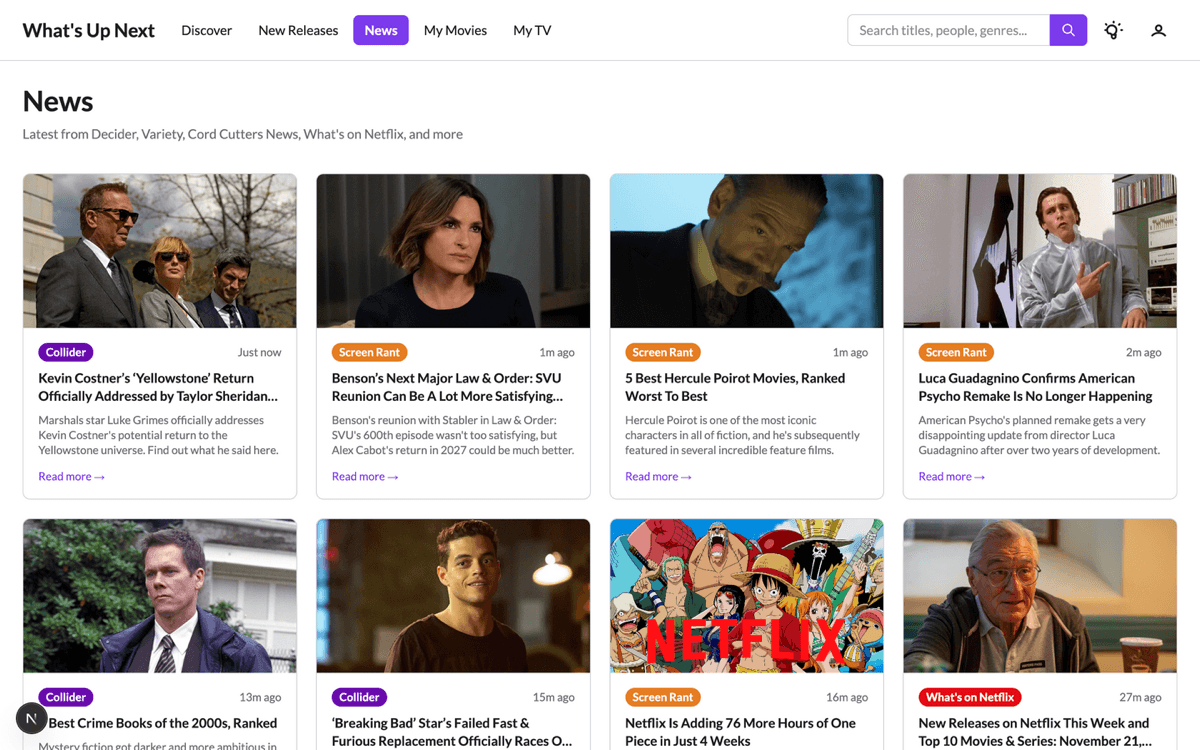 What's Up Next
Discover
New Releases
News
My Movies
My TV
Search titles, people, genres...
News
Latest from Decider, Variety, Cord Cutters News, What's on Netflix, and more
Collider
Just now
Kevin Costner's ‘Yellowstone’ Return
Officially Addressed by Taylor Sheridan...
Marshals star Luke Grimes officially addresses
Kevin Costner's potential return to the
Yellowstone universe. Find out what he said here.
Read more →
Screen Rant
1m ago
Benson’s Next Major Law & Order: SVU
Reunion Can Be A Lot More Satisfying...
Benson's reunion with Stabler in Law & Order:
SVU's 600th episode wasn't too satisfying, but
Alex Cabot's return in 2027 could be much better.
Read more →
Screen Rant
1m ago
5 Best Hercule Poirot Movies, Ranked
Worst To Best
Hercule Poirot is one of the most iconic
characters in all of fiction, and he's subsequently
featured in several incredible feature films.
Read more →
Screen Rant
2m ago
Luca Guadagnino Confirms American
Psycho Remake Is No Longer Happening
American Psycho's planned remake gets a very
disappointing update from director Luca
Guadagnino after over two years of development.
Read more →
NETFLIX
Collider
13m ago
Best Crime Books of the 2000s, Ranked
Mystery fiction got darker and more ambitious in
Collider
15m ago
‘Breaking Bad’ Star’s Failed Fast &
Furious Replacement Officially Races O...
Screen Rant
16m ago
Netflix Is Adding 76 More Hours of One
Piece in Just 4 Weeks
What's on Netflix
27m ago
New Releases on Netflix This Week and
Top 10 Movies & Series: November 21,...
N